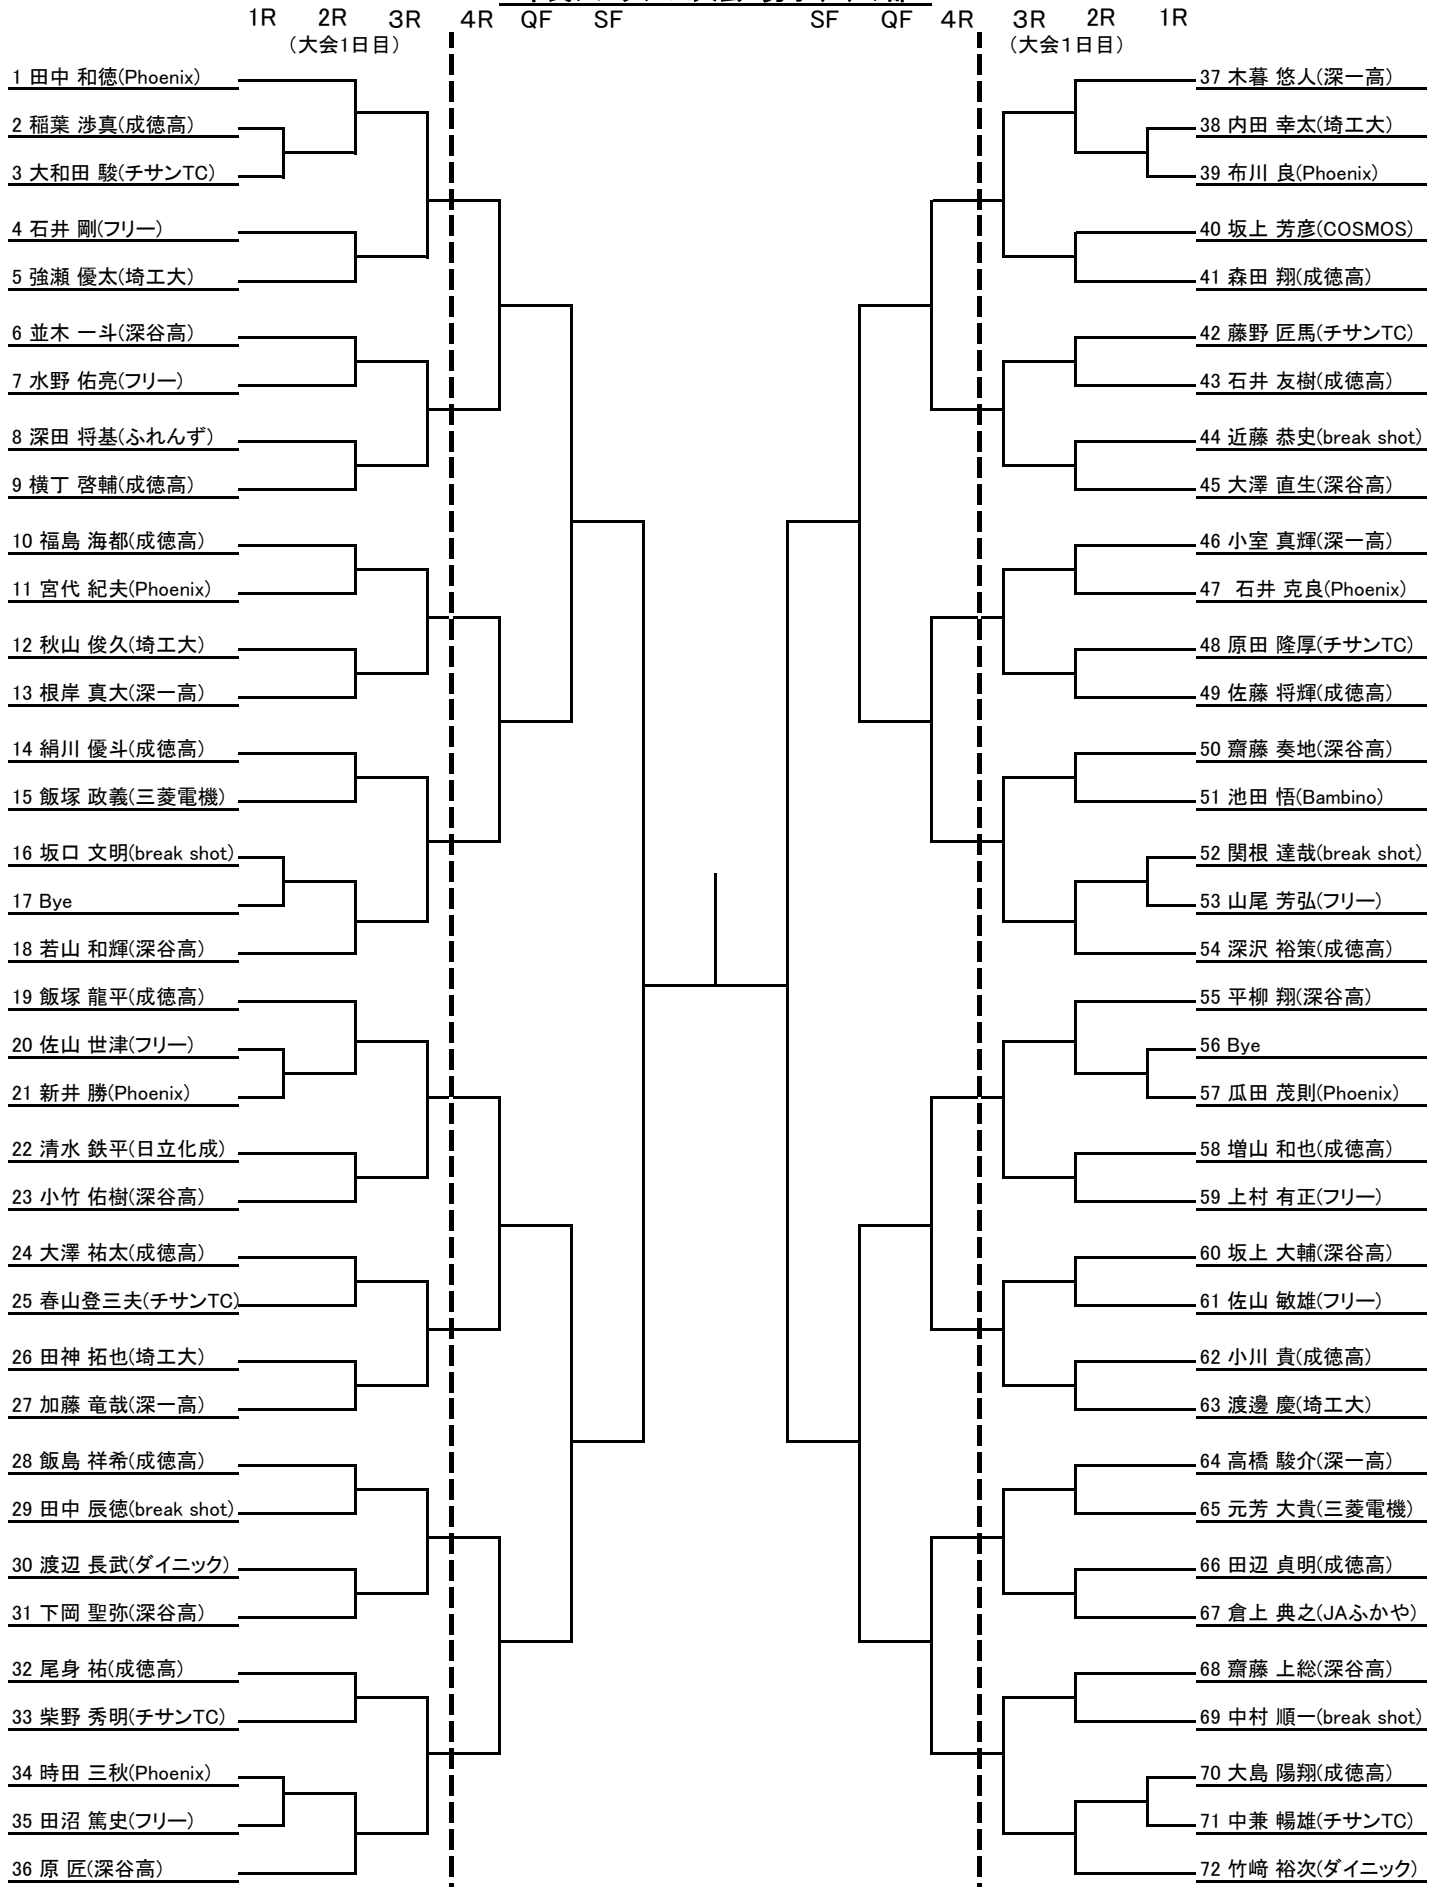 1R 2R 3R 4R QF SF SF QF 4R 3R 2R 1R
(大会1日目) (大会1日目)
1 田中 和徳(Phoenix)
2 稲葉 渉真(成徳高)
3 大和田 駿(チサンTC)
4 石井 剛(フリー)
5 強瀬 優太(埼工大)
6 並木 一斗(深谷高)
7 水野 佑亮(フリー)
8 深田 将基(ふれんず)
9 横丁 啓輔(成徳高)
10 福島 海都(成徳高)
11 宮代 紀夫(Phoenix)
12 秋山 俊久(埼工大)
13 根岸 真大(深一高)
14 絹川 優斗(成徳高)
15 飯塚 政義(三菱電機)
16 坂口 文明(break shot)
17 Bye
18 若山 和輝(深谷高)
19 飯塚 龍平(成徳高)
20 佐山 世津(フリー)
21 新井 勝(Phoenix)
22 清水 鉄平(日立化成)
23 小竹 佑樹(深谷高)
24 大澤 祐太(成徳高)
25 春山登三夫(チサンTC)
26 田神 拓也(埼工大)
27 加藤 竜哉(深一高)
28 飯島 祥希(成徳高)
29 田中 辰徳(break shot)
30 渡辺 長武(ダイニック)
31 下岡 聖弥(深谷高)
32 尾身 祐(成徳高)
33 柴野 秀明(チサンTC)
34 時田 三秋(Phoenix)
35 田沼 篤史(フリー)
36 原 匠(深谷高)
37 木暮 悠人(深一高)
38 内田 幸太(埼工大)
39 布川 良(Phoenix)
40 坂上 芳彦(COSMOS)
41 森田 翔(成徳高)
42 藤野 匠馬(チサンTC)
43 石井 友樹(成徳高)
44 近藤 恭史(break shot)
45 大澤 直生(深谷高)
46 小室 真輝(深一高)
47 石井 克良(Phoenix)
48 原田 隆厚(チサンTC)
49 佐藤 将輝(成徳高)
50 齋藤 奏地(深谷高)
51 池田 悟(Bambino)
52 関根 達哉(break shot)
53 山尾 芳弘(フリー)
54 深沢 裕策(成徳高)
55 平柳 翔(深谷高)
56 Bye
57 瓜田 茂則(Phoenix)
58 増山 和也(成徳高)
59 上村 有正(フリー)
60 坂上 大輔(深谷高)
61 佐山 敏雄(フリー)
62 小川 貴(成徳高)
63 渡邊 慶(埼工大)
64 高橋 駿介(深一高)
65 元芳 大貴(三菱電機)
66 田辺 貞明(成徳高)
67 倉上 典之(JAふかや)
68 齋藤 上総(深谷高)
69 中村 順一(break shot)
70 大島 陽翔(成徳高)
71 中兼 暢雄(チサンTC)
72 竹﨑 裕次(ダイニック)